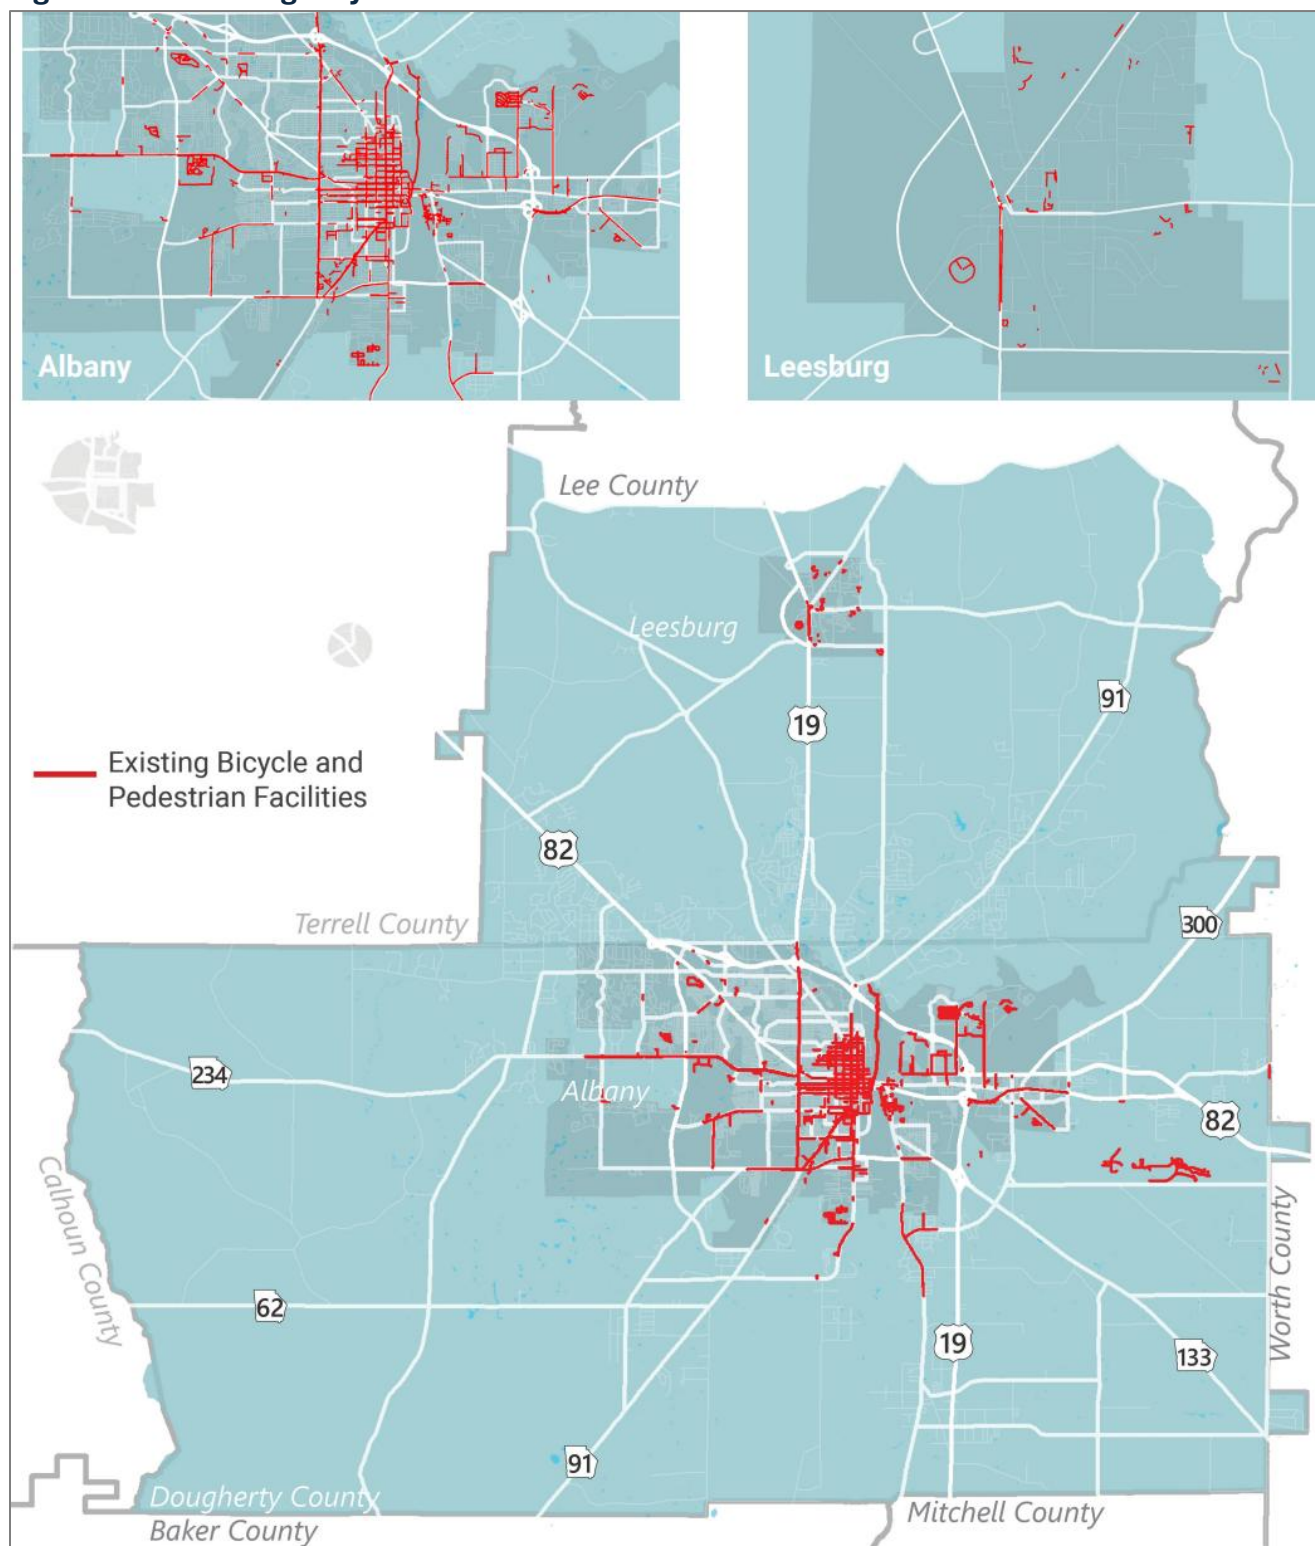 Albany
Leesburg
Lee County
Leesburg
91
19
Existing Bicycle and
Pedestrian Facilities
82
Terrell County
300
234
Albany
82
Calhoun County
62
Worth County
19
133
91
Dougherty County
Mitchell County
Baker County